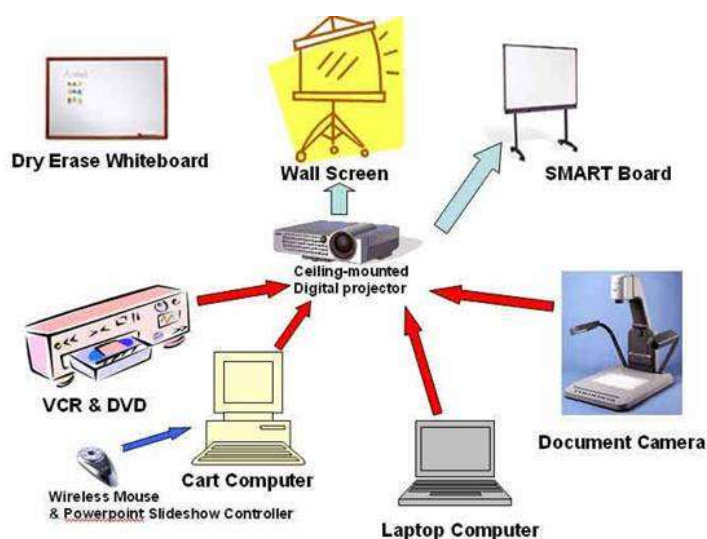 Dry Erase Whiteboard
Wall Screen
SMART Board
Ceiling-mounted
Digital projector
VCR & DVD
Cart Computer
Document Camera
Wireless Mouse
& Powerpoint Slideshow Controller
Laptop Computer